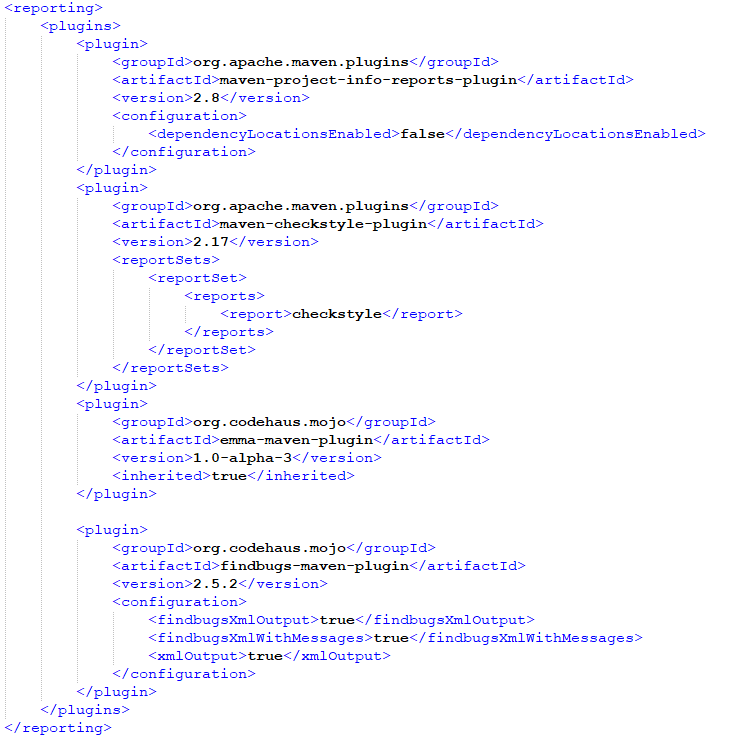 <reporting>
<plugins>
<plugin>
<groupId>org.apache.maven.plugins</groupId>
<artifactId>maven-project-info-reports-plugin</artifactId>
<version>2.8</version>
<configuration>
<dependencyLocationsEnabled>false</dependencyLocationsEnabled>
</configuration>
</plugin>
<plugin>
<groupId>org.apache.maven.plugins</groupId>
<artifactId>maven-checkstyle-plugin</artifactId>
<version>2.17</version>
<reportSets>
<reportSet>
<reports>
<report>checkstyle</report>
</reports>
</reportSet>
</reportSets>
</plugin>
<plugin>
<groupId>org.codehaus.mojo</groupId>
<artifactId>emma-maven-plugin</artifactId>
<version>1.0-alpha-3</version>
<inherited>true</inherited>
</plugin>
<plugin>
<groupId>org.codehaus.mojo</groupId>
<artifactId>findbugs-maven-plugin</artifactId>
<version>2.5.2</version>
<configuration>
<findbugsXmlOutput>true</findbugsXmlOutput>
<findbugsXmlWithMessages>true</findbugsXmlWithMessages>
<xmlOutput>true</xmlOutput>
</configuration>
</plugin>
</plugins>
</reporting>